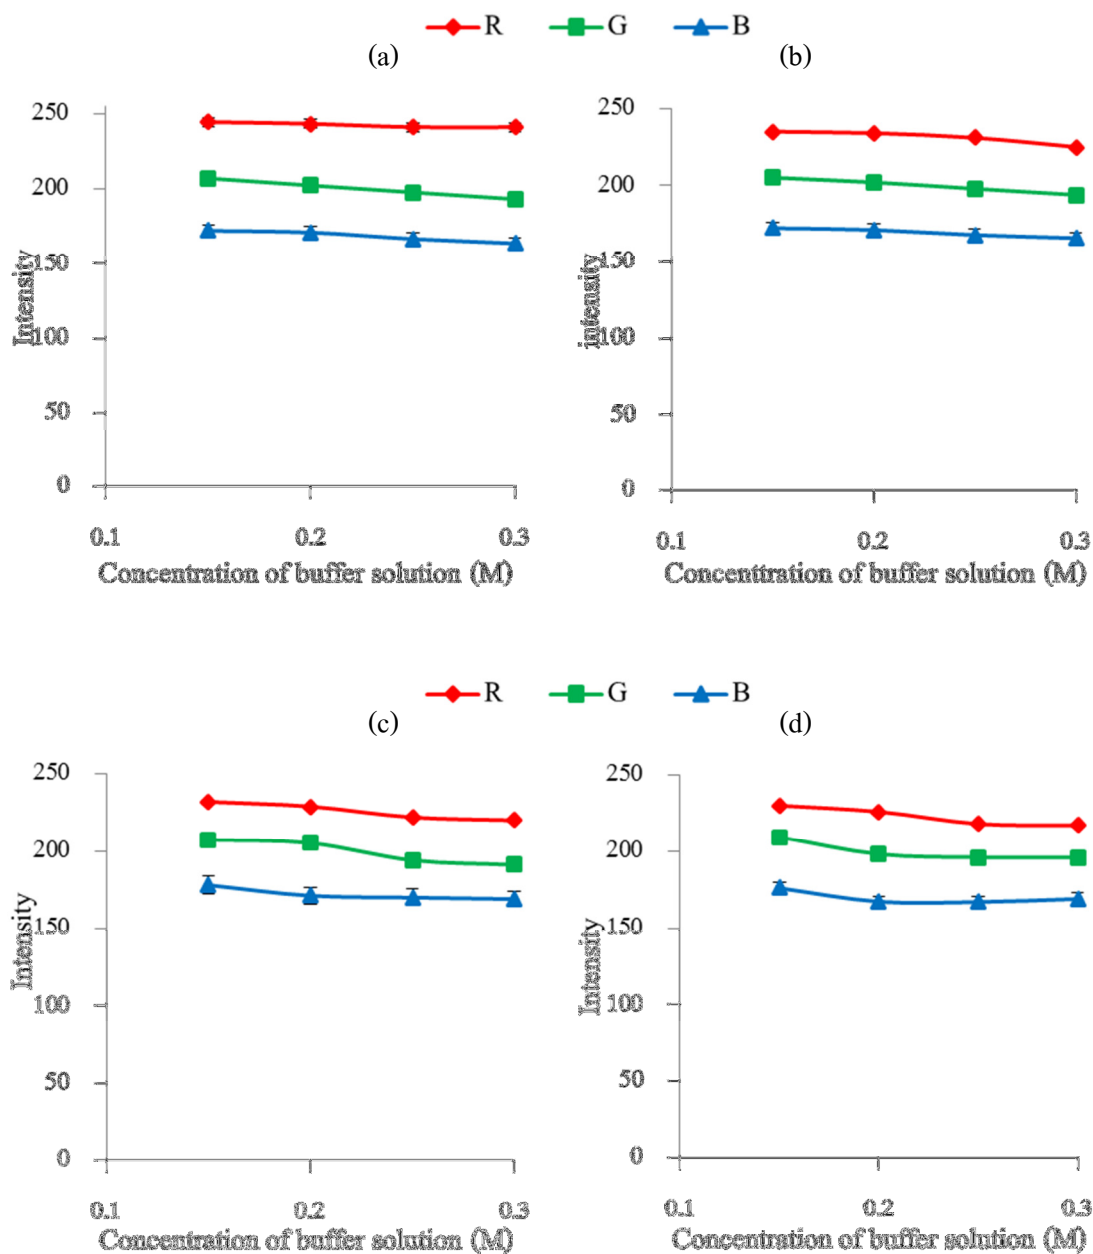 R G B
(a) (b)
250
200
150
100
50
0
0.1 0.2 0.3
Intensity
Concentration of buffer solution (M)
250
200
150
100
50
0
0.1 0.2 0.3
intensity
Concenttration of buffer solution (M)
R G B
(c) (d)
250
200
150
100
50
0
0.1 0.2 0.3
Intensity
Concentration of buffer solution (M)
250
200
150
100
50
0
0.1 0.2 0.3
Intensity
Concentration of buffer solution (M)